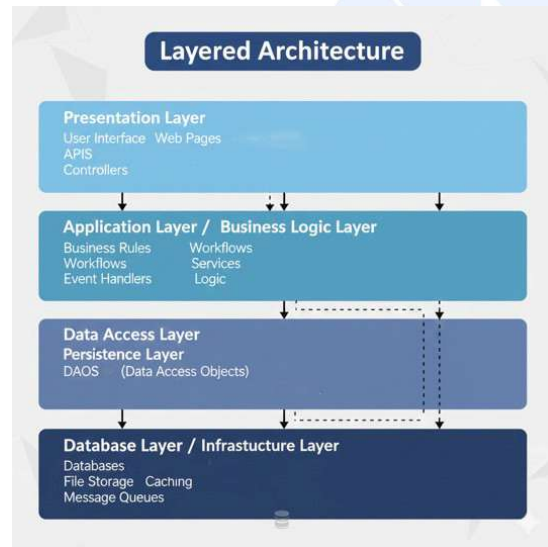 Layered Architecture
Presentation Layer
User Interface Web Pages
APIS
Controllers
Application Layer / Business Logic Layer
Business Rules Workflows
Workflows Services
Event Handlers Logic
Data Access Layer
Persistence Layer
DAOS (Data Access Objects)
Database Layer / Infrastucture Layer
Databases
File Storage Caching
Message Queues